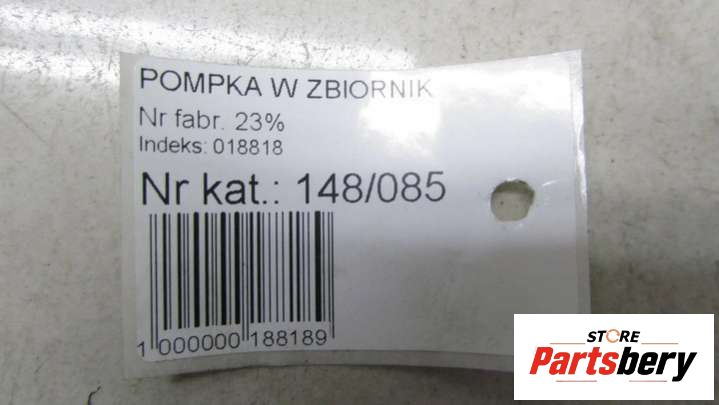 POMPKA W ZBIORNIK
Nr fabr. 23%
Indeks: 018818
Nr kat.: 148/085
1 000000 188189
STORE
Partsbery